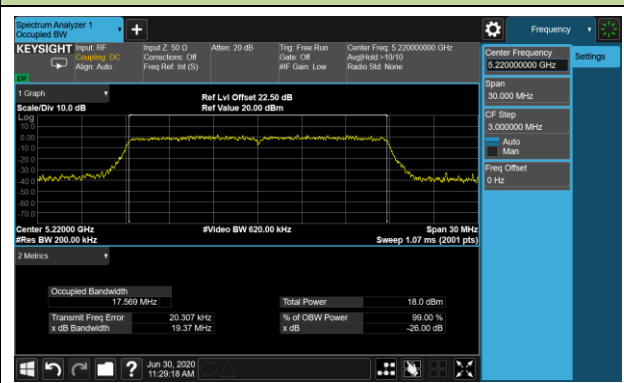 Spectrum Analyzer 1
Occupied BW
Frequency
KEYSIGHT Input: RF
Coupling: DC
Align: Auto
Input Z: 50 Ω
Corrections: Off
Freq Ref: Int (S)
Atten: 20 dB
Trig: Free Run
Gate: Off
#IF Gain: Low
Center Freq: 5.220000000 GHz
Avg|Hold:>10/10
Radio Std: None
Center Frequency
5.220000000 GHz
Settings
Span
30.000 MHz
CF Step
3.000000 MHz
Auto
Man
Freq Offset
0 Hz
1 Graph
Scale/Div 10.0 dB
Ref Lvl Offset 22.50 dB
Ref Value 20.00 dBm
Log
10.0
0.00
-10.0
-20.0
-30.0
-40.0
-50.0
-60.0
-70.0
Center 5.22000 GHz
#Res BW 200.00 kHz
#Video BW 620.00 kHz
Span 30 MHz
Sweep 1.07 ms (2001 pts)
2 Metrics
Occupied Bandwidth
17.569 MHz
Total Power 18.0 dBm
Transmit Freq Error 20.307 kHz
% of OBW Power 99.00 %
x dB Bandwidth 19.37 MHz
x dB -26.00 dB
?
Jun 30, 2020
11:29:18 AM